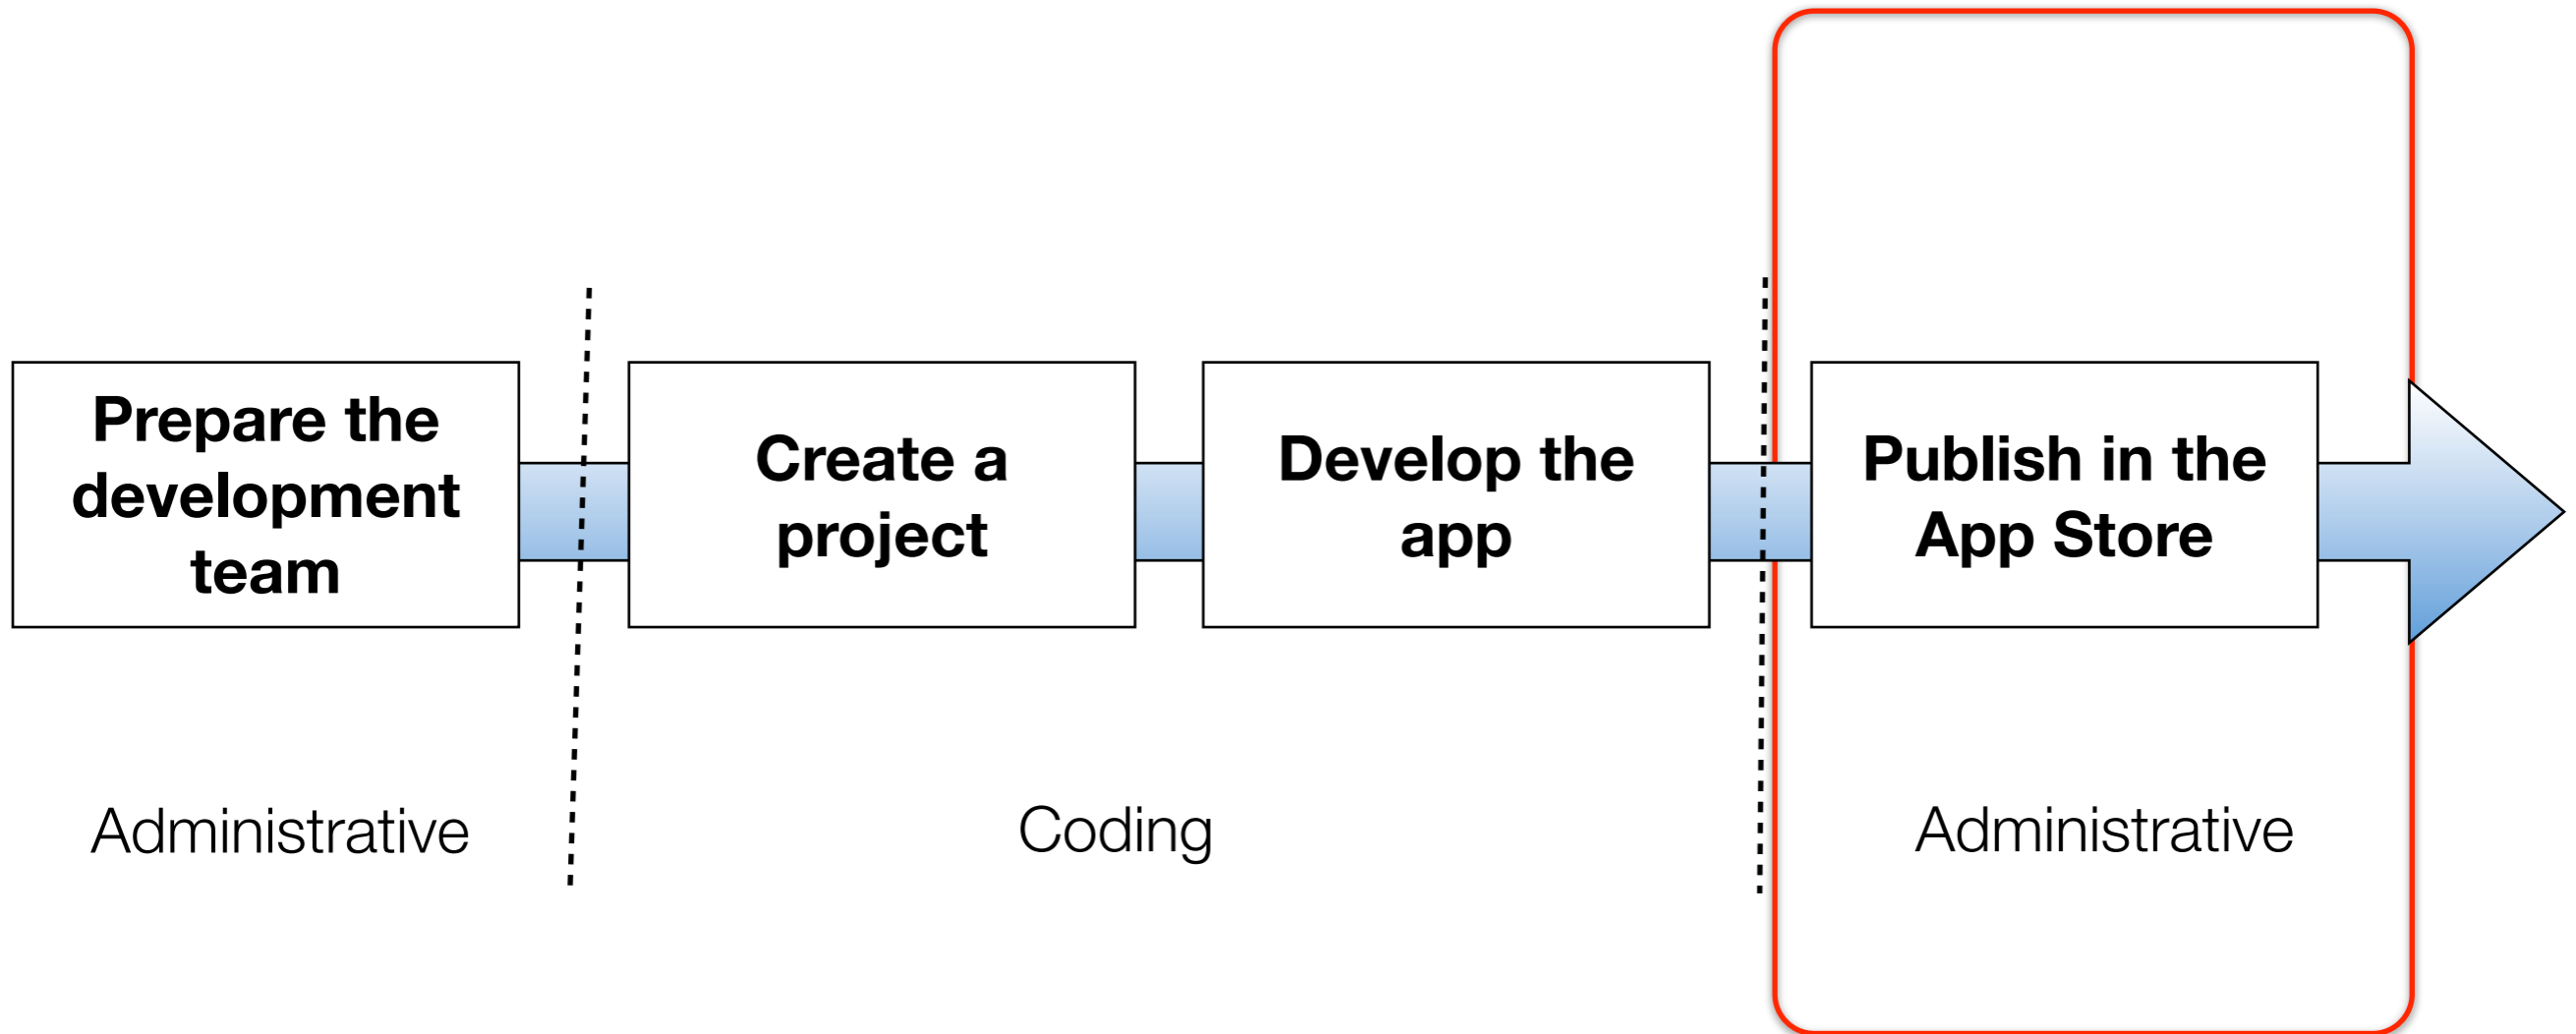 Prepare the
development
team
Create a
project
Develop the
app
Publish in the
App Store
Administrative
Coding
Administrative